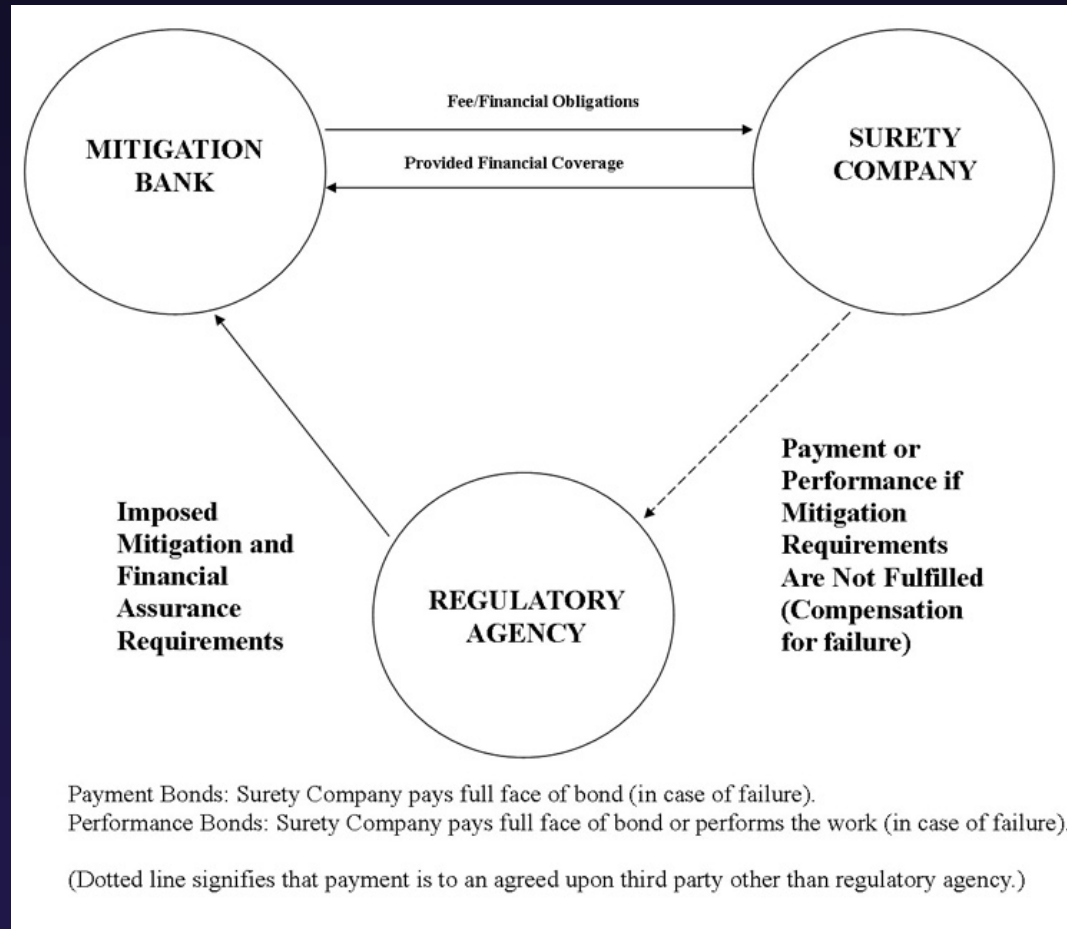 Fee/Financial Obligations
MITIGATION
BANK
SURETY
COMPANY
Provided Financial Coverage
Imposed
Mitigation and
Financial
Assurance
Requirements
REGULATORY
AGENCY
Payment or
Performance if
Mitigation
Requirements
Are Not Fulfilled
(Compensation
for failure)
Payment Bonds: Surety Company pays full face of bond (in case of failure).
Performance Bonds: Surety Company pays full face of bond or performs the work (in case of failure).
(Dotted line signifies that payment is to an agreed upon third party other than regulatory agency.)